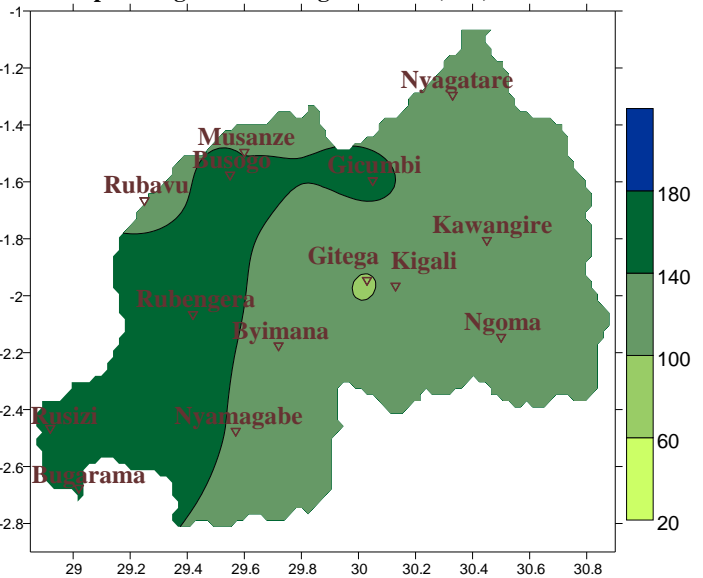 -1
-1.2
-1.4
-1.6
-1.8
-2
-2.2
-2.4
-2.6
-2.8
Nyagatare
Musanze
Busogo
Gicumbi
Rubavu
Kawangire
Gitega
Kigali
Rubengera
Byimana
Ngoma
Rusizi
Nyamagabe
Bugarama
180
140
100
60
20
29
29.2
29.4
29.6
29.8
30
30.2
30.4
30.6
30.8